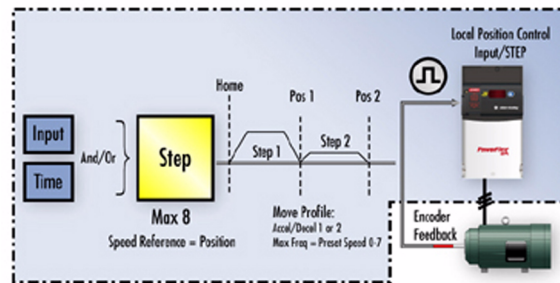 Local Position Control
Input/STEP
Home
Pos 1
Pos 2
Input
And/Or
Time
Step
Step 1
Step 2
PowerFlex
Max 8
Speed Reference = Position
Move Profile:
Accel/Decel 1 or 2
Max Freq = Preset Speed 0-7
Encoder
Feedback